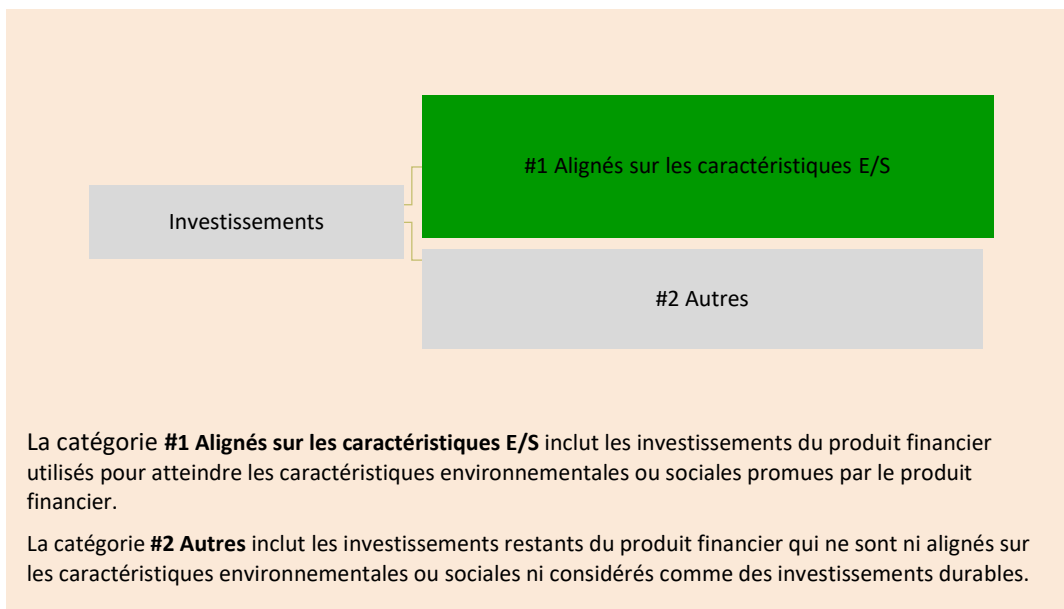 #1 Alignés sur les caractéristiques E/S
Investissements
#2 Autres
La catégorie #1 Alignés sur les caractéristiques E/S inclut les investissements du produit financier
utilisés pour atteindre les caractéristiques environnementales ou sociales promues par le produit
financier.
La catégorie #2 Autres inclut les investissements restants du produit financier qui ne sont ni alignés sur
les caractéristiques environnementales ou sociales ni considérés comme des investissements durables.